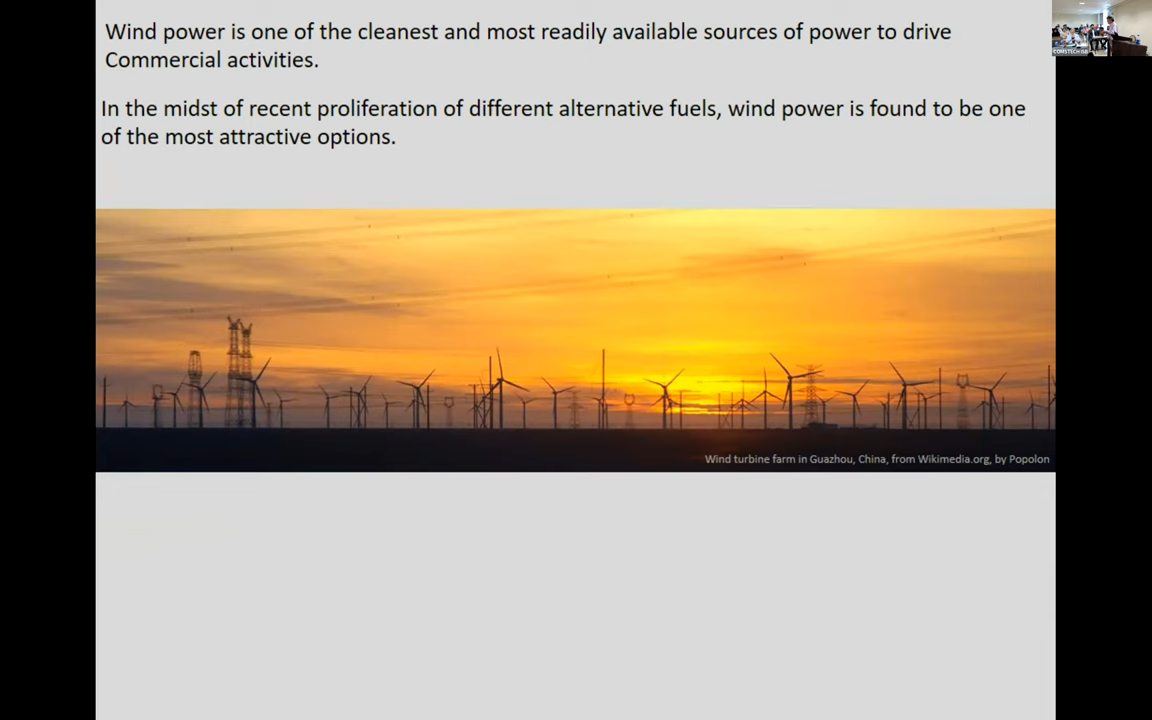 Wind power is one of the cleanest and most readily available sources of power to drive
Commercial activities.
In the midst of recent proliferation of different alternative fuels, wind power is found to be one
of the most attractive options.
Wind turbine farm in Guazhou, China, from Wikimedia.org, by Popolon